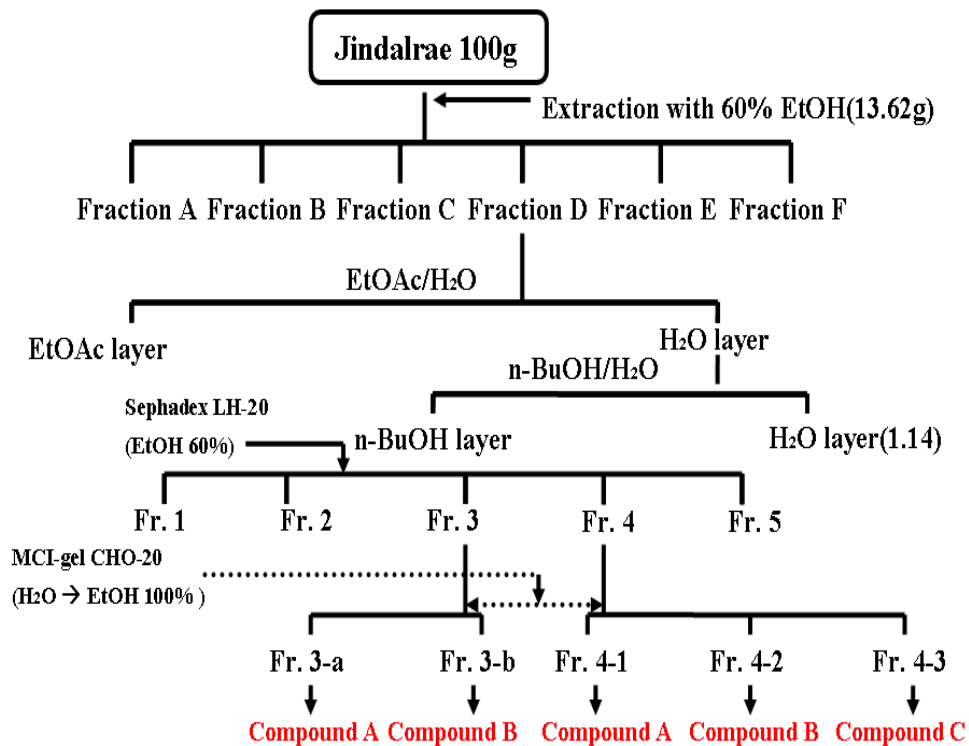 Jindalrae 100g
Extraction with 60% EtOH(13.62g)
Fraction A Fraction B Fraction C Fraction D Fraction E Fraction F
EtOAc/H₂O
EtOAc layer
H₂O layer
n-BuOH/H₂O
Sephadex LH-20
(EtOH 60%)
n-BuOH layer
H₂O layer(1.14)
Fr. 1 Fr. 2 Fr. 3 Fr. 4 Fr. 5
MCI-gel CHO-20
(H₂O → EtOH 100% )
Fr. 3-a Fr. 3-b Fr. 4-1 Fr. 4-2 Fr. 4-3
Compound A Compound B Compound A Compound B Compound C